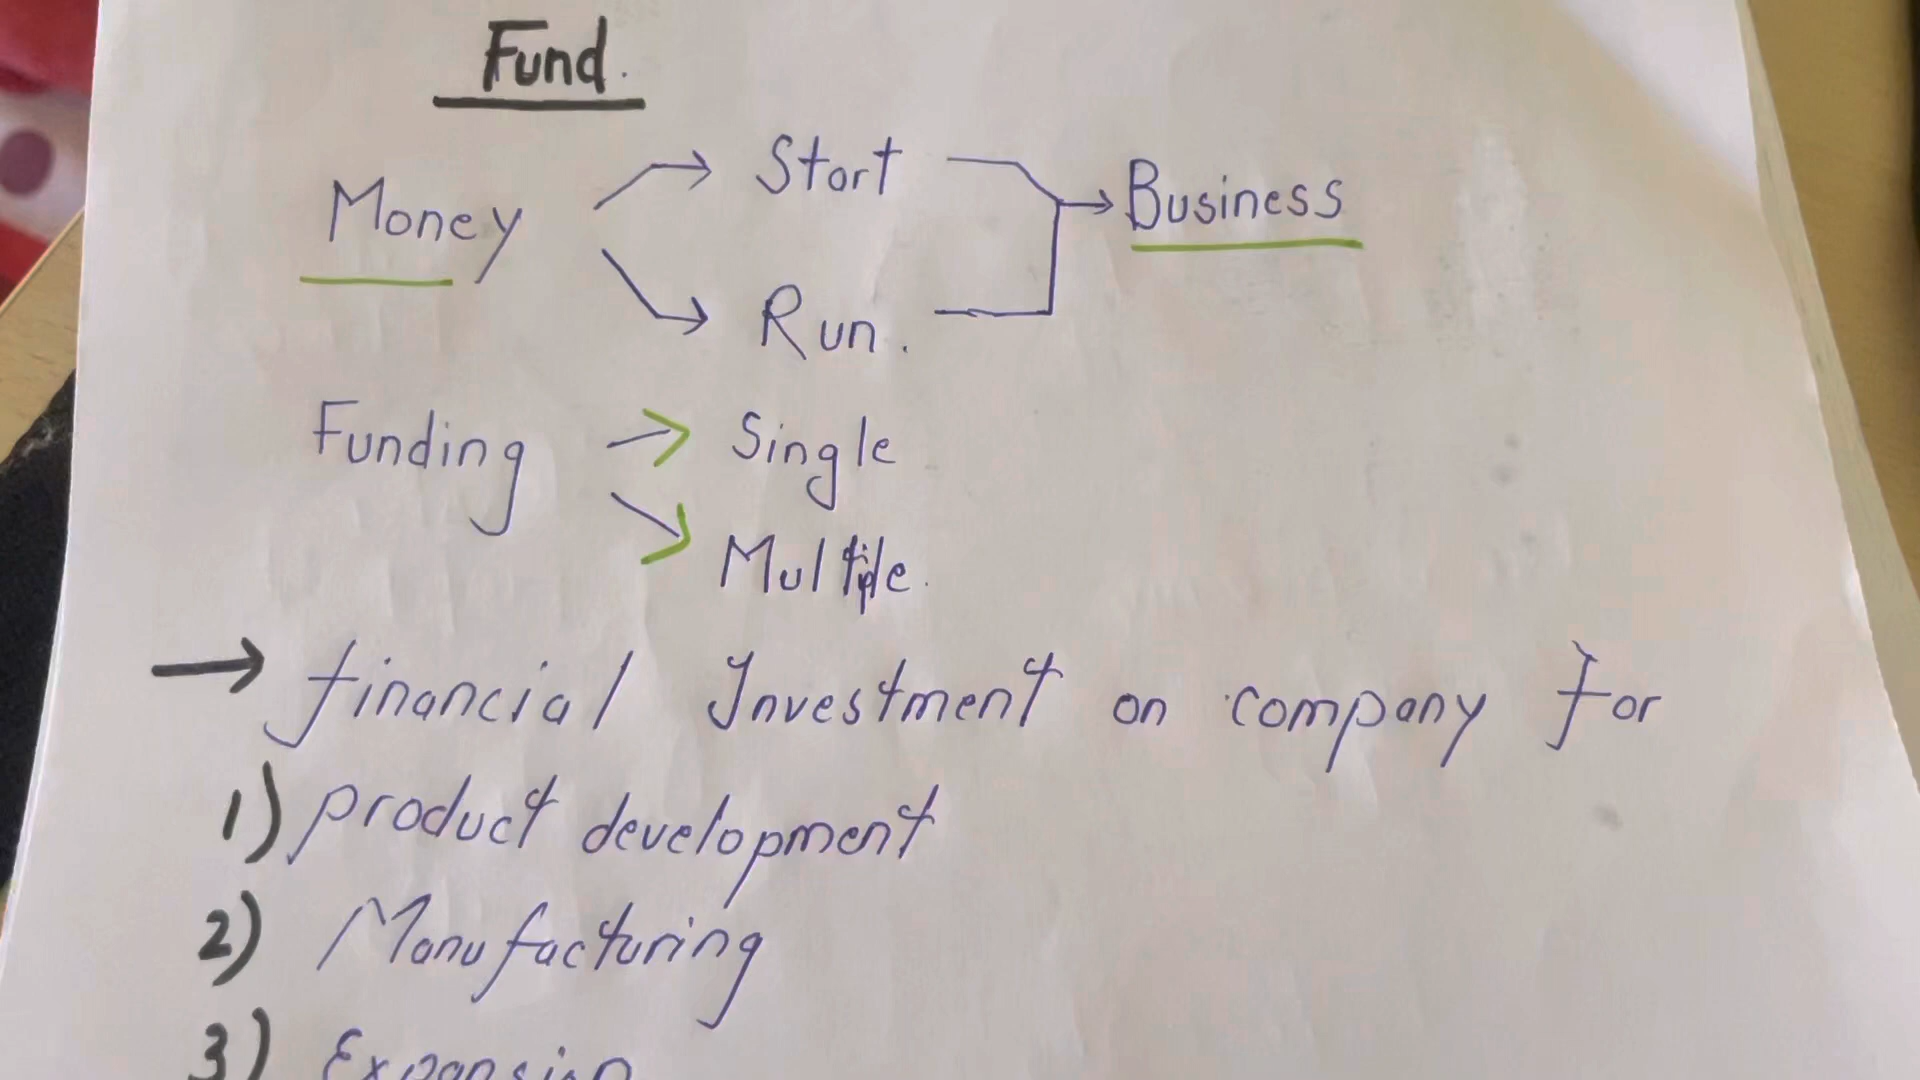 Fund.
Money → Start → Business
→ Run.
Funding → Single
→ Multiple.
→ financial Investment on company for
1) product development
2) Manufacturing
3) Expansion